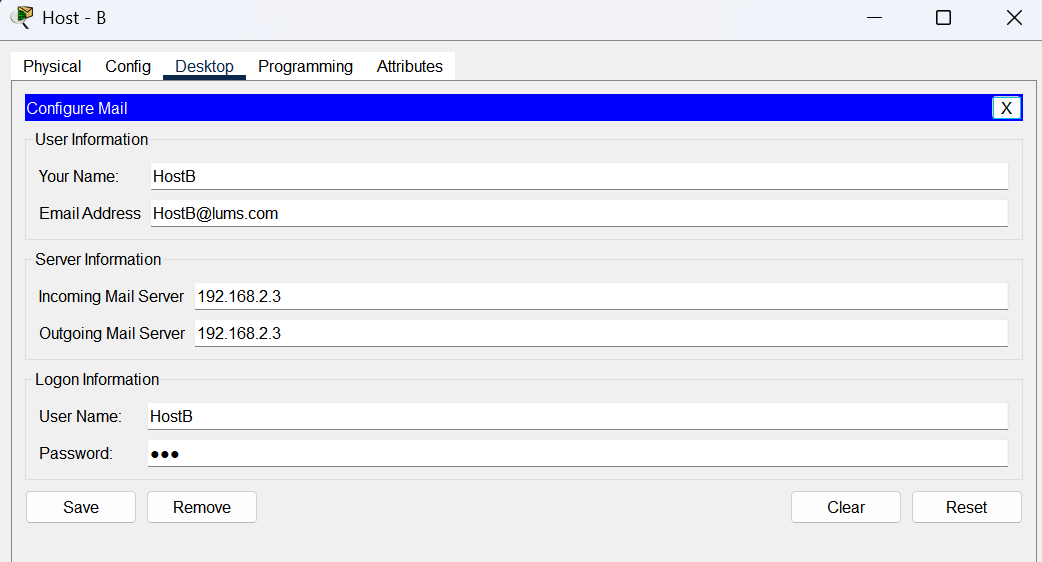 Host - B
Physical Config Desktop Programming Attributes
Configure Mail X
User Information
Your Name: HostB
Email Address HostB@lums.com
Server Information
Incoming Mail Server 192.168.2.3
Outgoing Mail Server 192.168.2.3
Logon Information
User Name: HostB
Password: ●●●
Save Remove Clear Reset